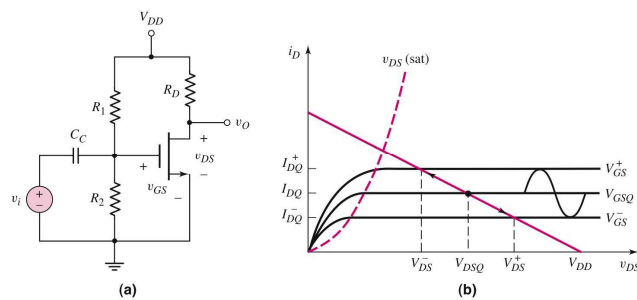 V_DD
R_1
R_D
v_O
C_C
+
+
v_DS
−
v_GS
−
v_i
+
−
R_2
(a)
i_D
v_DS (sat)
I_DQ^+
V_GS^+
I_DQ
V_GSQ
I_DQ^−
V_GS^−
V_DS^−
V_DSQ
V_DS^+
V_DD
v_DS
(b)